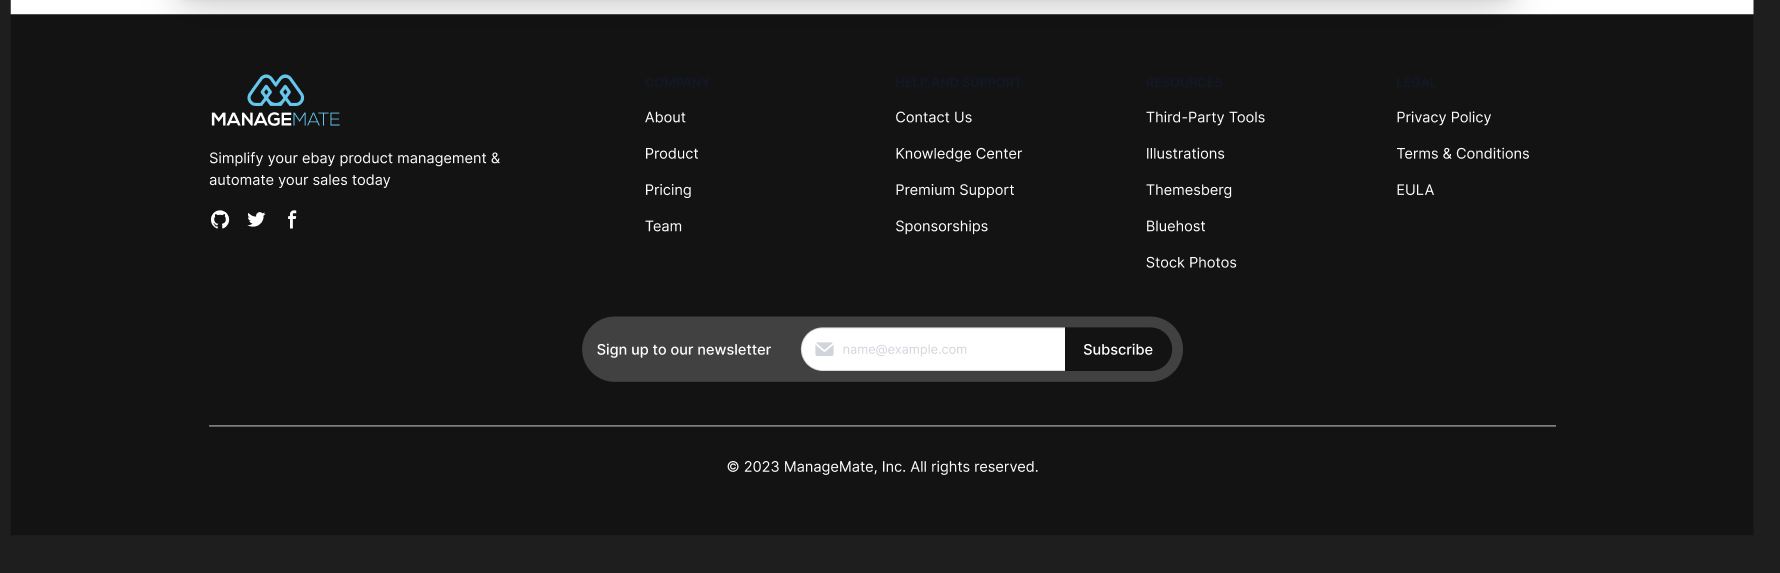 MANAGEMATE
Simplify your ebay product management &
automate your sales today
COMPANY
About
Product
Pricing
Team
HELP AND SUPPORT
Contact Us
Knowledge Center
Premium Support
Sponsorships
RESOURCES
Third-Party Tools
Illustrations
Themesberg
Bluehost
Stock Photos
LEGAL
Privacy Policy
Terms & Conditions
EULA
Sign up to our newsletter
name@example.com
Subscribe
© 2023 ManageMate, Inc. All rights reserved.